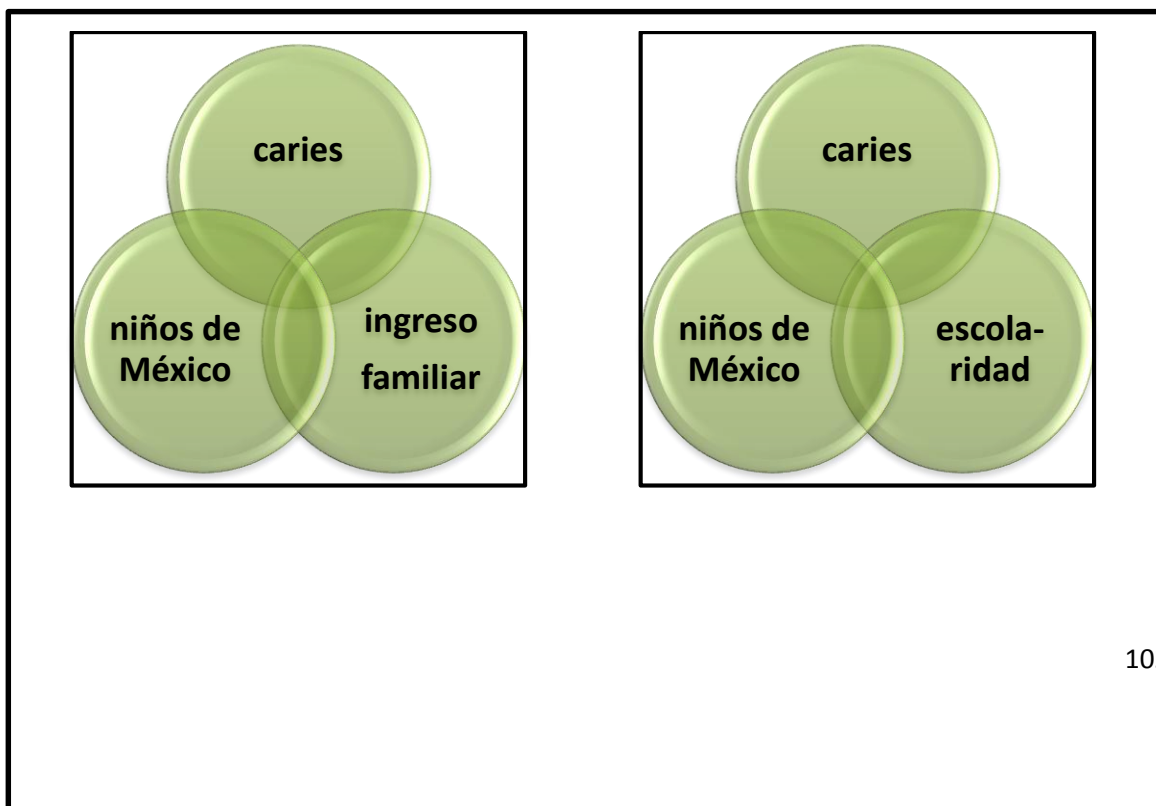 caries
niños de
México
ingreso
familiar
caries
niños de
México
escola-
ridad
10